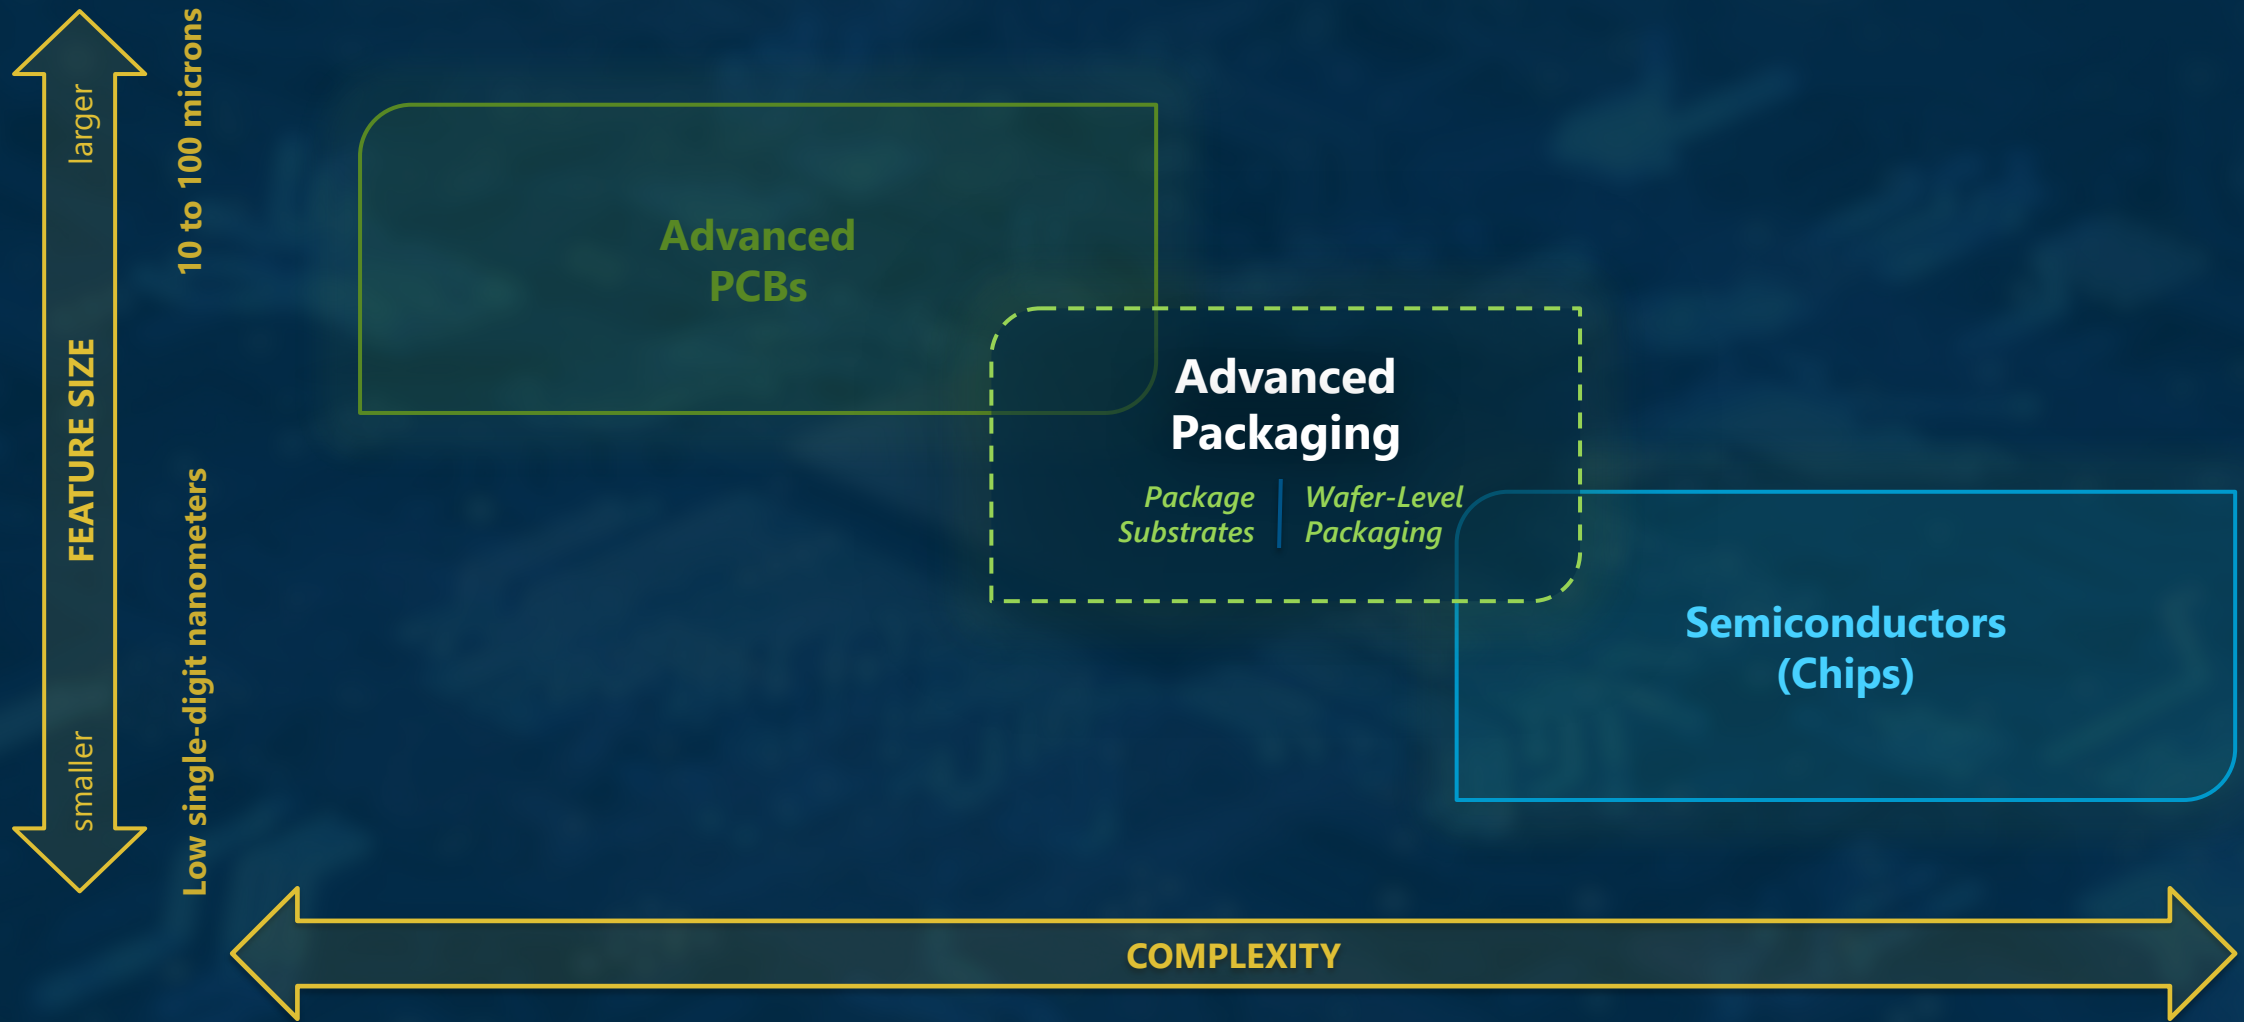 larger
FEATURE SIZE
smaller
10 to 100 microns
Low single-digit nanometers
Advanced
PCBs
Advanced
Packaging
Package
Substrates
Wafer-Level
Packaging
Semiconductors
(Chips)
COMPLEXITY